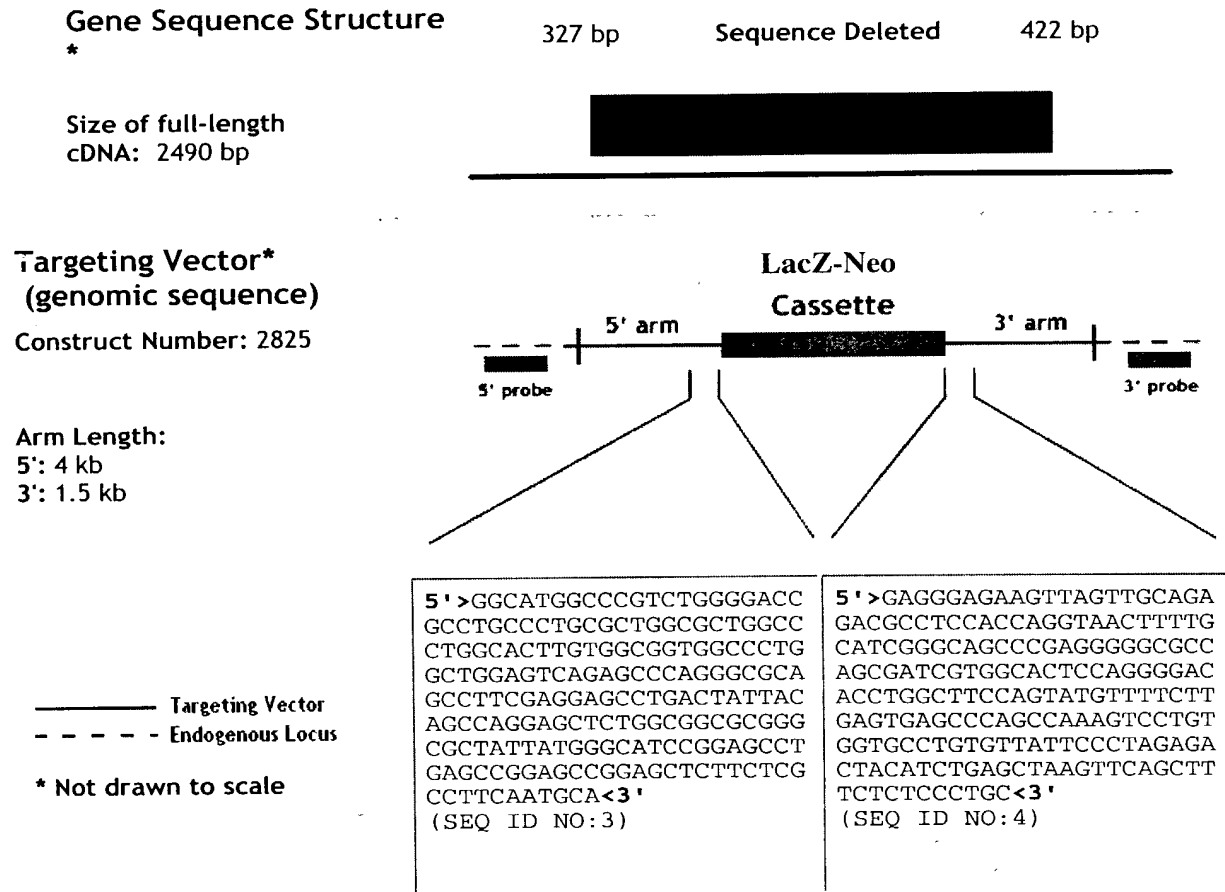 Gene Sequence Structure
*
327 bp Sequence Deleted 422 bp
Size of full-length
cDNA: 2490 bp
Targeting Vector*
(genomic sequence)
Construct Number: 2825
LacZ-Neo
Cassette
5' arm
3' arm
5' probe
3' probe
Arm Length:
5': 4 kb
3': 1.5 kb
Targeting Vector
Endogenous Locus
* Not drawn to scale
5'>GGCATGGCCCGTCTGGGGACC
GCCTGCCCTGCGCTGGCGCTGGCC
CTGGCACTTGTGGCGGTGGCCCTG
GCTGGAGTCAGAGCCCAGGGCGCA
GCCTTCGAGGAGCCTGACTATTAC
AGCCAGGAGCTCTGGCGGCGCGGG
CGCTATTATGGGCATCCGGAGCCT
GAGCCGGAGCCGGAGCTCTTCTCG
CCTTCAATGCA<3'
(SEQ ID NO:3)
5'>GAGGGAGAAGTTAGTTGCAGA
GACGCCTCCACCAGGTAACTTTTG
CATCGGGCAGCCCGAGGGGGCGCC
AGCGATCGTGGCACTCCAGGGGAC
ACCTGGCTTCCAGTATGTTTTCTT
GAGTGAGCCCAGCCAAAGTCCTGT
GGTGCCTGTGTTATTCCCTAGAGA
CTACATCTGAGCTAAGTTCAGCTT
TCTCTCCCTGC<3'
(SEQ ID NO:4)